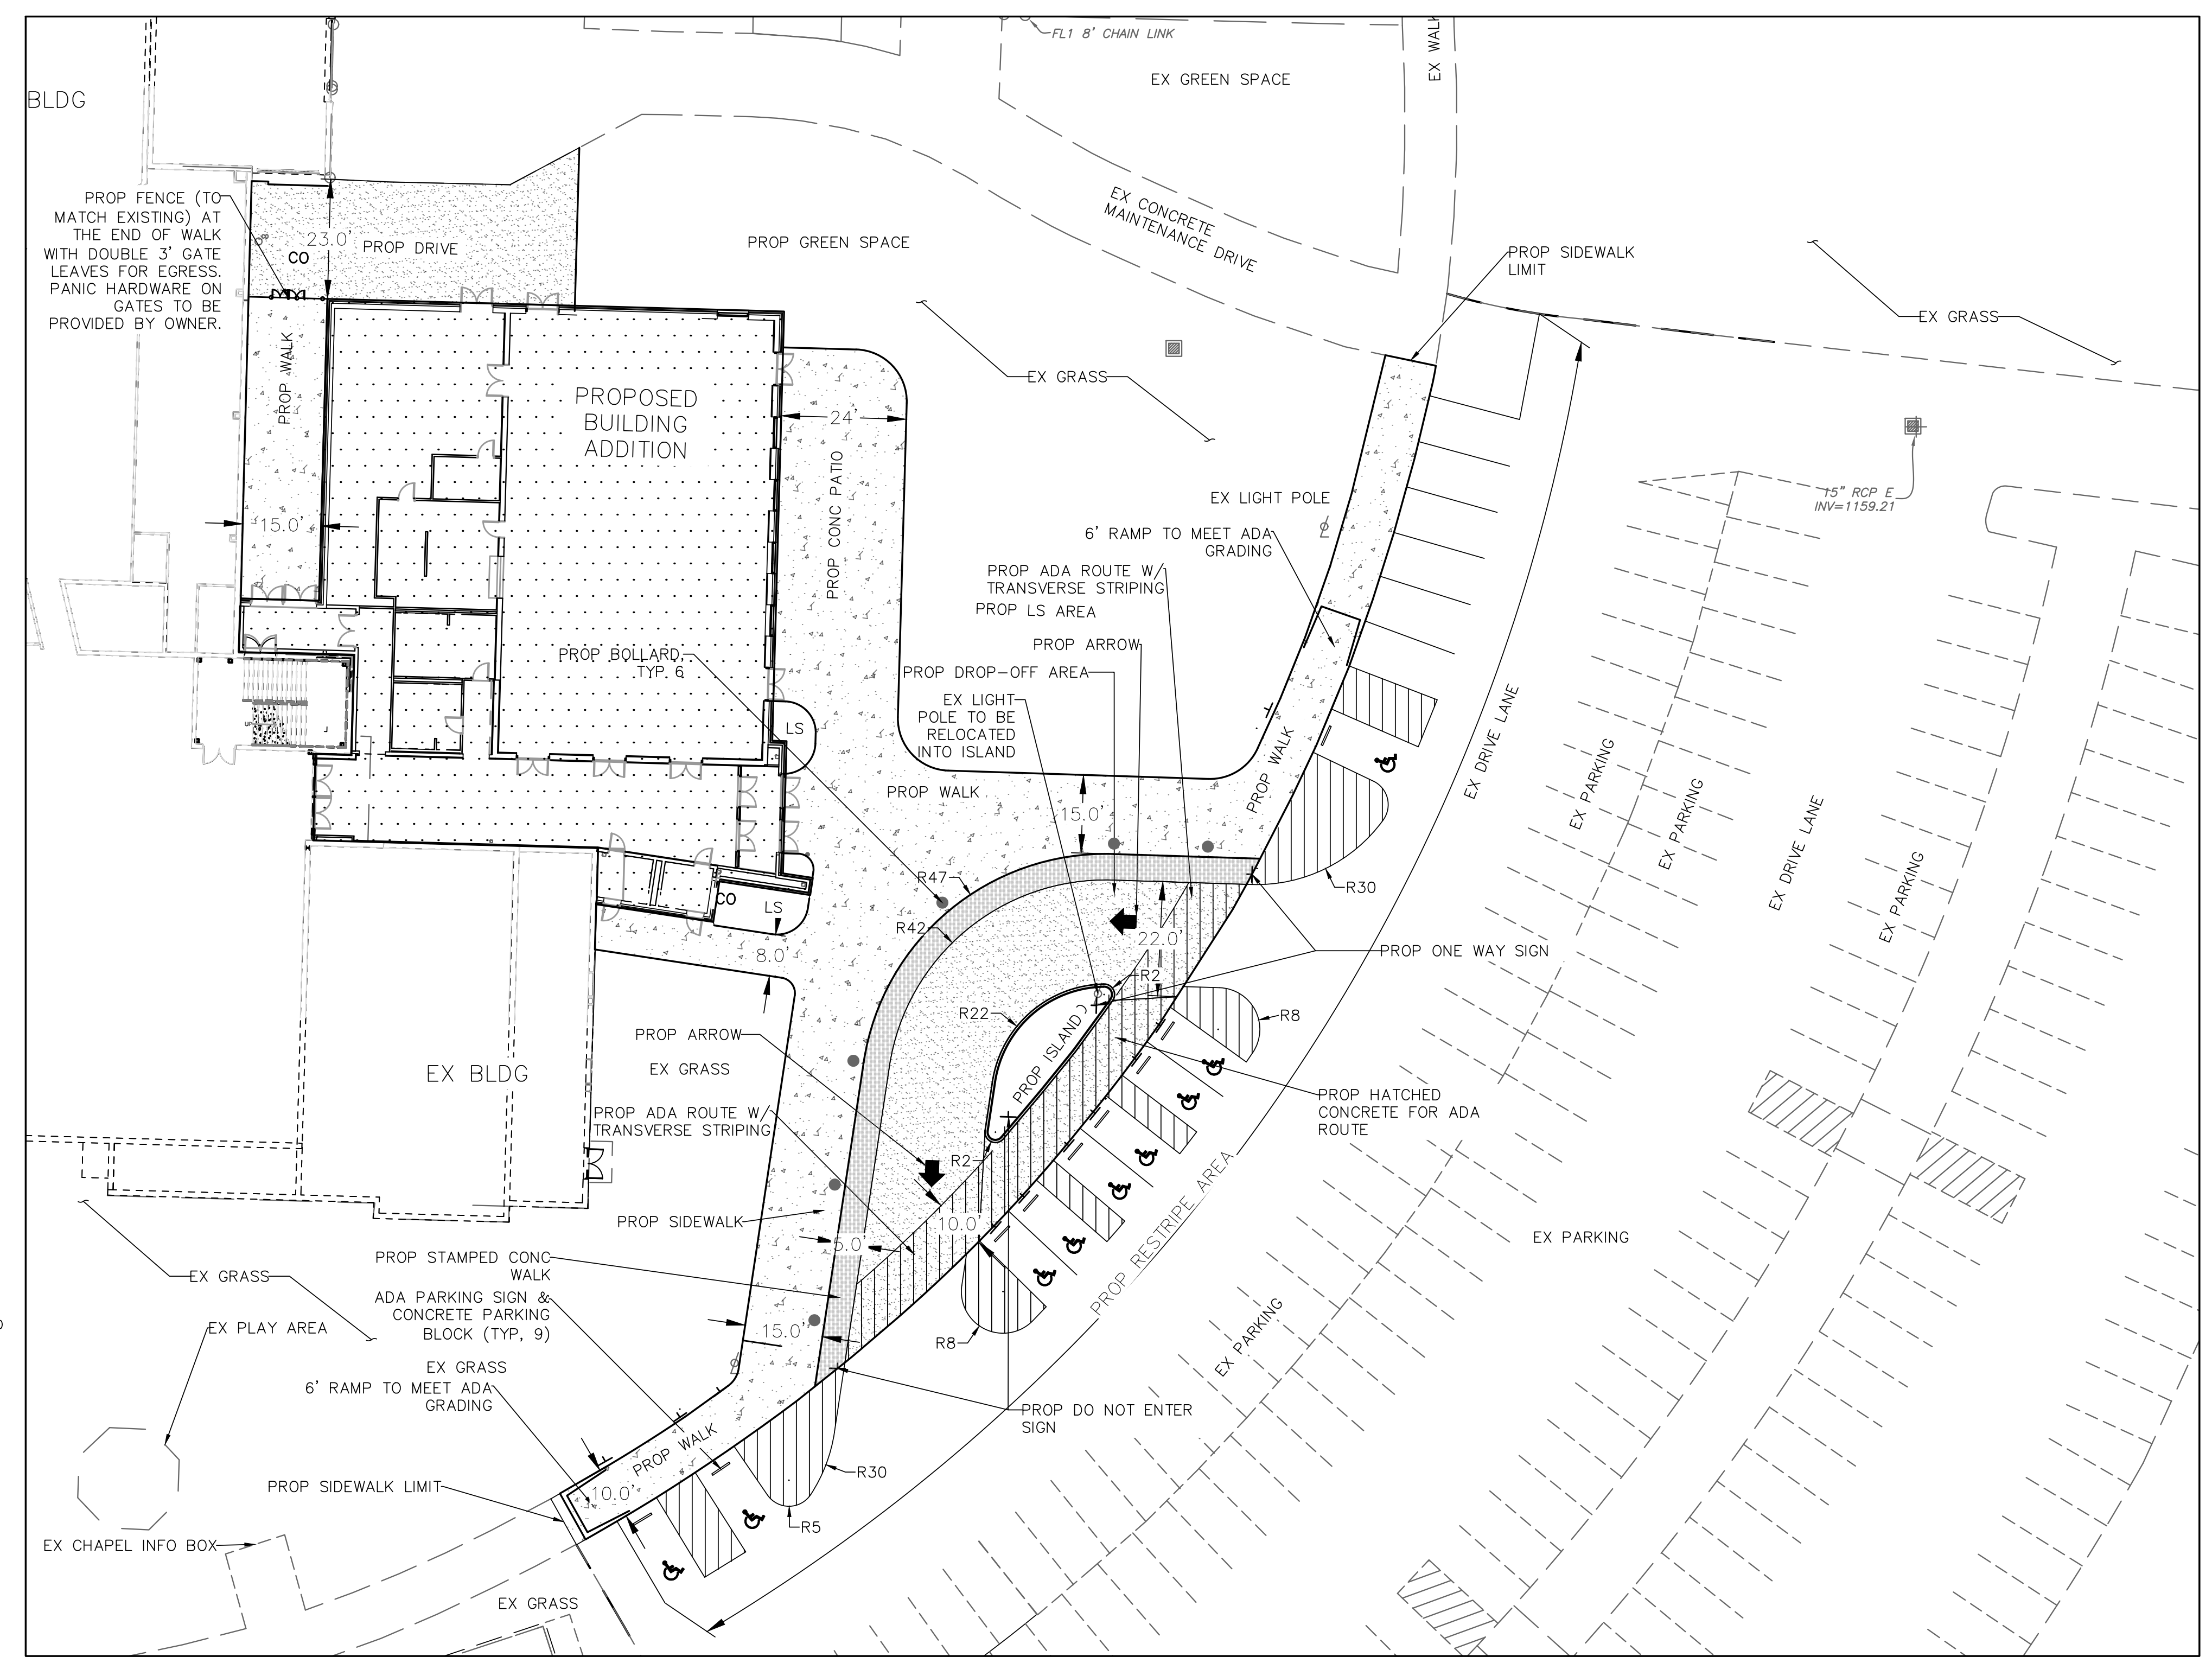 FL1 8' CHAIN LINK
EX WALK
EX GREEN SPACE
BLDG
PROP FENCE (TO
MATCH EXISTING) AT
THE END OF WALK
WITH DOUBLE 3' GATE
LEAVES FOR EGRESS.
PANIC HARDWARE ON
GATES TO BE
PROVIDED BY OWNER.
23.0'
PROP DRIVE
CO
PROP GREEN SPACE
EX CONCRETE
MAINTENANCE DRIVE
PROP SIDEWALK
LIMIT
EX GRASS
EX GRASS
PROP WALK
PROPOSED
BUILDING
ADDITION
24'
PROP CONC PATIO
15.0'
EX LIGHT POLE
15" RCP E
INV=1159.21
6' RAMP TO MEET ADA
GRADING
PROP ADA ROUTE W/
TRANSVERSE STRIPING
PROP LS AREA
PROP ARROW
PROP DROP-OFF AREA
EX LIGHT
POLE TO BE
RELOCATED
INTO ISLAND
PROP BOLLARD,
TYP. 6
UP
LS
PROP WALK
15.0'
PROP WALK
EX DRIVE LANE
EX PARKING
EX PARKING
EX DRIVE LANE
EX PARKING
R47
R30
CO
LS
R42
22.0'
PROP ONE WAY SIGN
8.0'
R2
R22
R8
PROP ISLAND
PROP ARROW
EX GRASS
EX BLDG
PROP HATCHED
CONCRETE FOR ADA
ROUTE
PROP ADA ROUTE W/
TRANSVERSE STRIPING
R2
PROP SIDEWALK
10.0'
5.0'
PROP RESTRIPE AREA
EX PARKING
PROP STAMPED CONC
WALK
EX GRASS
ADA PARKING SIGN &
CONCRETE PARKING
BLOCK (TYP, 9)
EX PLAY AREA
15.0'
R8
EX PARKING
EX GRASS
6' RAMP TO MEET ADA
GRADING
PROP DO NOT ENTER
SIGN
PROP WALK
R30
PROP SIDEWALK LIMIT
10.0'
R5
EX CHAPEL INFO BOX
EX GRASS